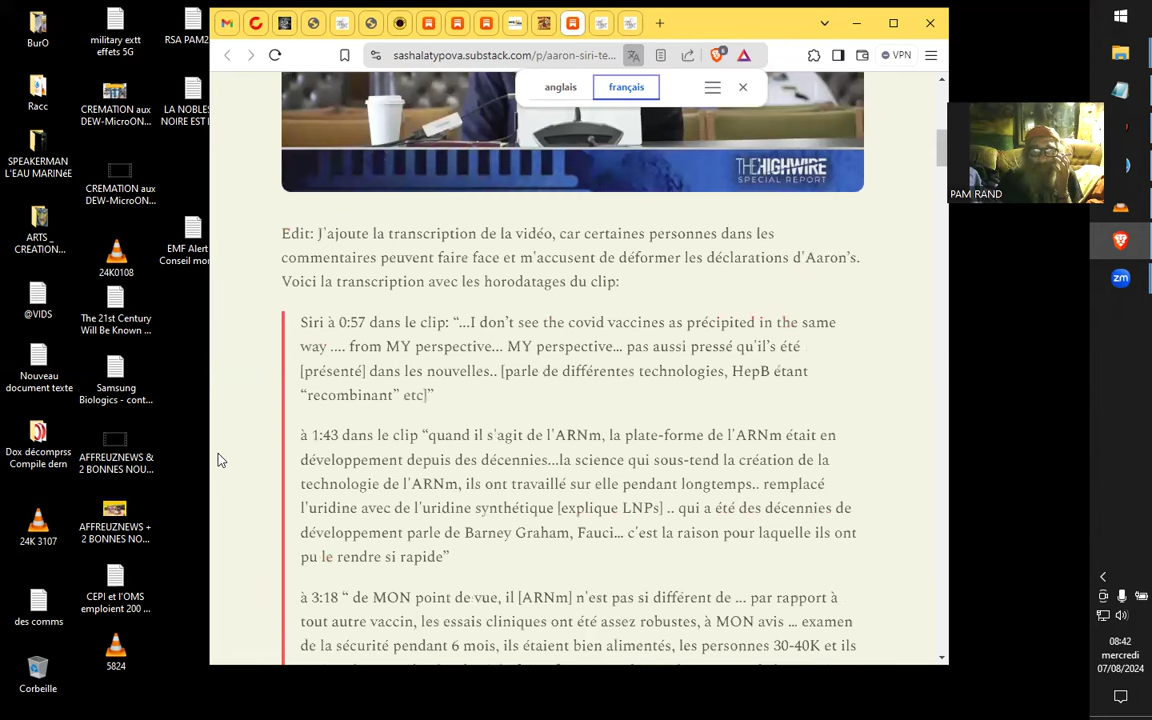 BurO
military extt
effets 5G
RSA PAM2
Racc
CREMATION aux
DEW-MicroON...
LA NOBLES
NOIRE EST I
SPEAKERMAN
L'EAU MARINéE
CREMATION aux
DEW-MicroON...
ARTS _
CREATION...
24K0108
EMF Alert
Conseil mor
@VIDS
The 21st Century
Will Be Known ...
Nouveau
document texte
Samsung
Biologics - cont...
Dox décomprss
Compile dern
AFFREUZNEWS &
2 BONNES NOU...
24K 3107
AFFREUZNEWS +
2 BONNES NO...
des comms
CEPI et l'OMS
emploient 200 ...
Corbeille
5824
sashalatypova.substack.com/p/aaron-siri-te...
VPN
anglais
français
THE HIGHWIRE
SPECIAL REPORT
Edit: J'ajoute la transcription de la vidéo, car certaines personnes dans les
commentaires peuvent faire face et m'accusent de déformer les déclarations d'Aaron's.
Voici la transcription avec les horodatages du clip:
Siri à 0:57 dans le clip: “...I don’t see the covid vaccines as précipited in the same
way .... from MY perspective... MY perspective... pas aussi pressé qu'il’s été
[présenté] dans les nouvelles.. [parle de différentes technologies, HepB étant
“recombinant” etc]”
à 1:43 dans le clip “quand il s'agit de l'ARNm, la plate-forme de l'ARNm était en
développement depuis des décennies...la science qui sous-tend la création de la
technologie de l'ARNm, ils ont travaillé sur elle pendant longtemps.. remplacé
l'uridine avec de l'uridine synthétique [explique LNPs] .. qui a été des décennies de
développement parle de Barney Graham, Fauci... c'est la raison pour laquelle ils ont
pu le rendre si rapide”
à 3:18 “ de MON point de vue, il [ARNm] n'est pas si différent de ... par rapport à
tout autre vaccin, les essais cliniques ont été assez robustes, à MON avis ... examen
de la sécurité pendant 6 mois, ils étaient bien alimentés, les personnes 30-40K et ils
PAM RAND
zm
08:42
mercredi
07/08/2024